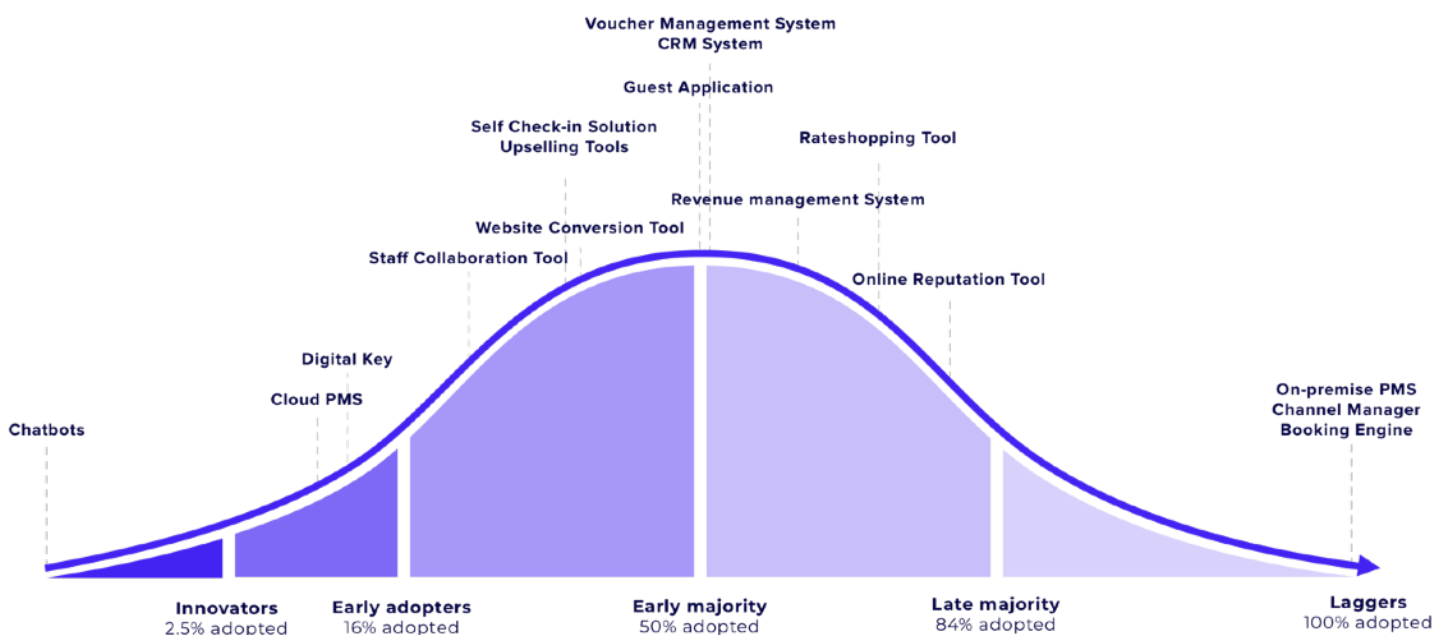 Voucher Management System
CRM System
Guest Application
Self Check-in Solution
Upselling Tools
Rateshopping Tool
Revenue management System
Website Conversion Tool
Staff Collaboration Tool
Online Reputation Tool
Digital Key
Cloud PMS
Chatbots
On-premise PMS
Channel Manager
Booking Engine
Innovators
2.5% adopted
Early adopters
16% adopted
Early majority
50% adopted
Late majority
84% adopted
Laggers
100% adopted